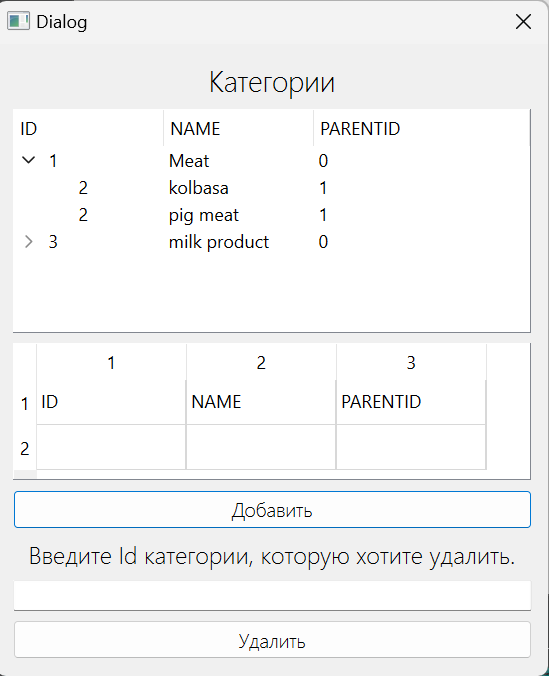 Dialog
Категории
ID NAME PARENTID
1 Meat 0
2 kolbasa 1
2 pig meat 1
3 milk product 0
1 2 3
1 ID NAME PARENTID
2
Добавить
Введите Id категории, которую хотите удалить.
Удалить